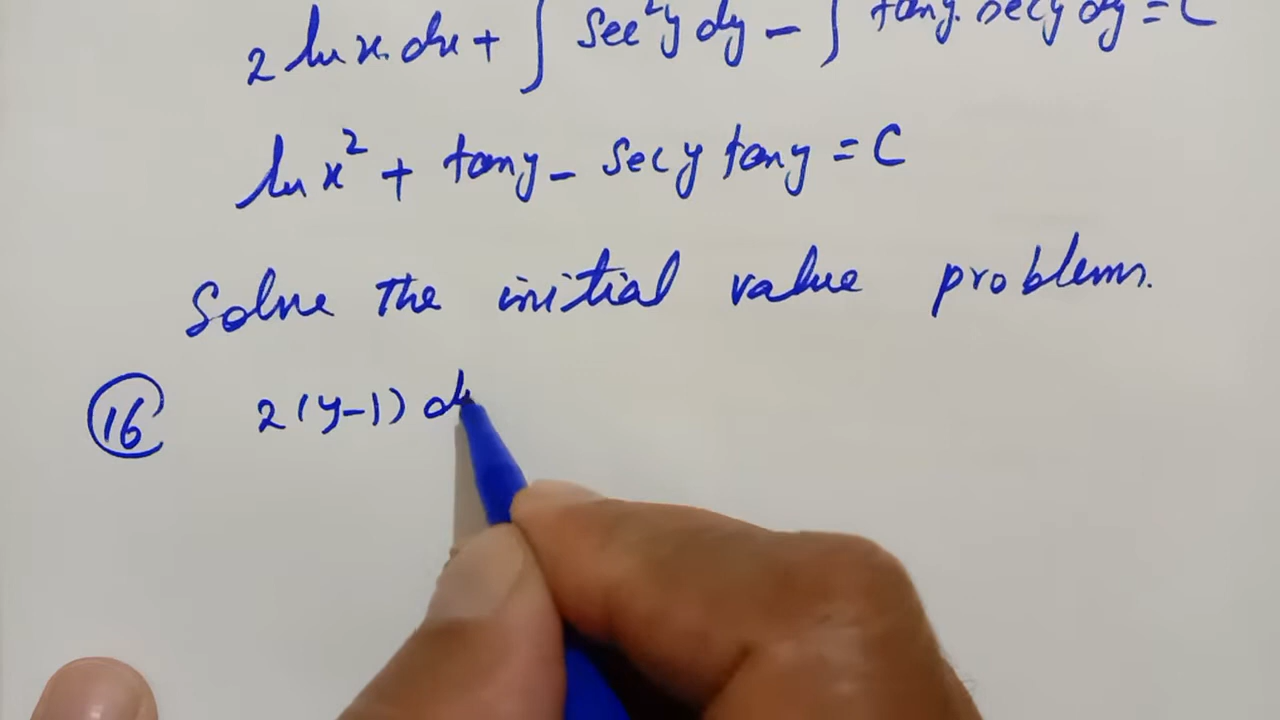 2 ln x. dx + ∫ sec²y dy - ∫ tany. secy dy = C
ln x² + tany - secy tany = C
Solve the initial value problems.
16 2(y-1) dy